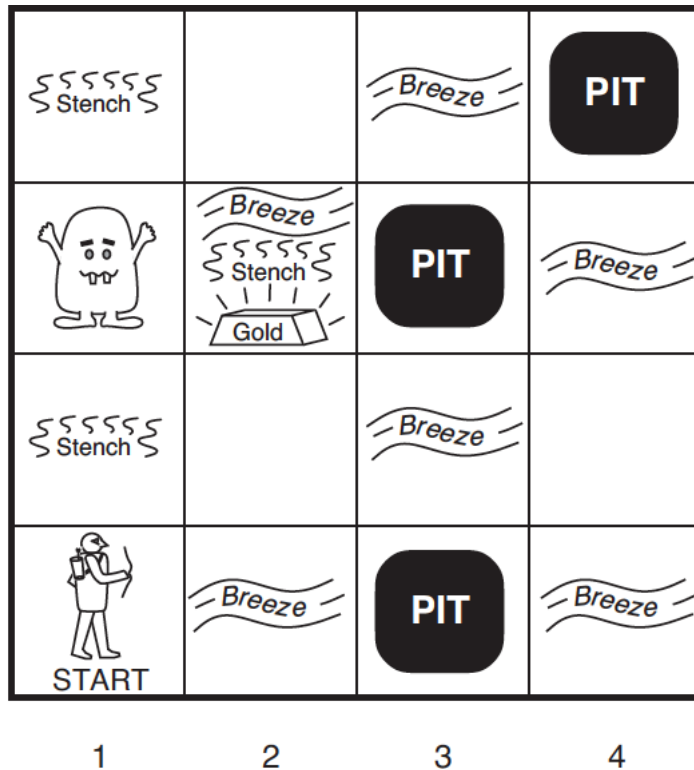 Stench
Breeze
PIT
Breeze
Stench
Gold
PIT
Breeze
Stench
Breeze
START
Breeze
PIT
Breeze
1 2 3 4